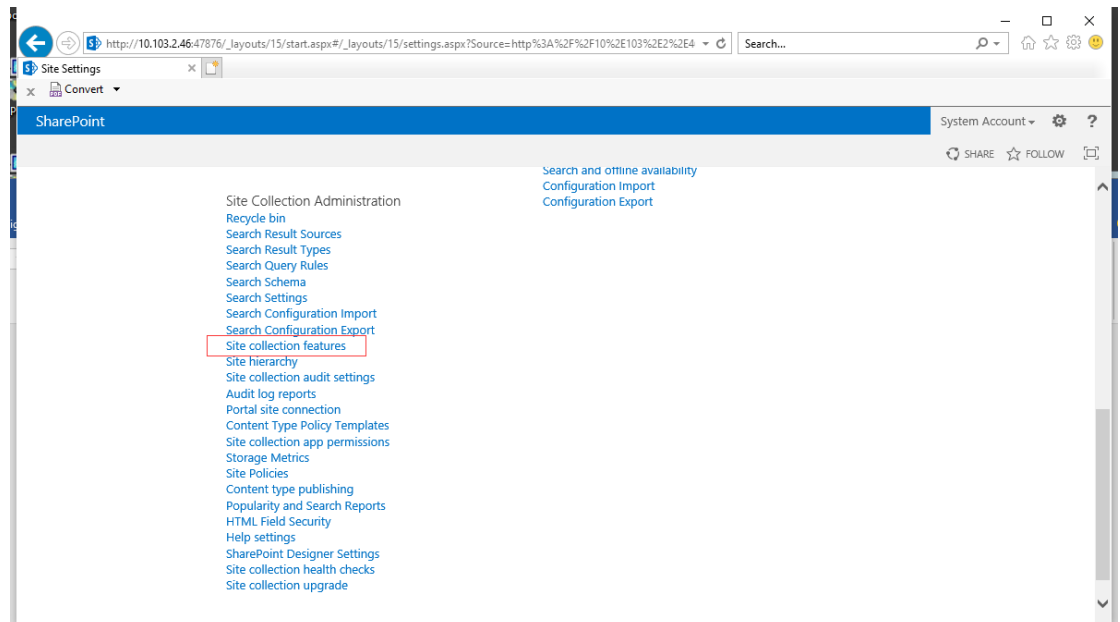 http://10.103.2.46:47876/_layouts/15/start.aspx#/_layouts/15/settings.aspx?Source=http%3A%2F%2F10%2E103%2E2%2E4
Search...
Site Settings
x Convert
SharePoint
System Account
?
SHARE FOLLOW
Search and offline availability
Configuration Import
Configuration Export
Site Collection Administration
Recycle bin
Search Result Sources
Search Result Types
Search Query Rules
Search Schema
Search Settings
Search Configuration Import
Search Configuration Export
Site collection features
Site hierarchy
Site collection audit settings
Audit log reports
Portal site connection
Content Type Policy Templates
Site collection app permissions
Storage Metrics
Site Policies
Content type publishing
Popularity and Search Reports
HTML Field Security
Help settings
SharePoint Designer Settings
Site collection health checks
Site collection upgrade